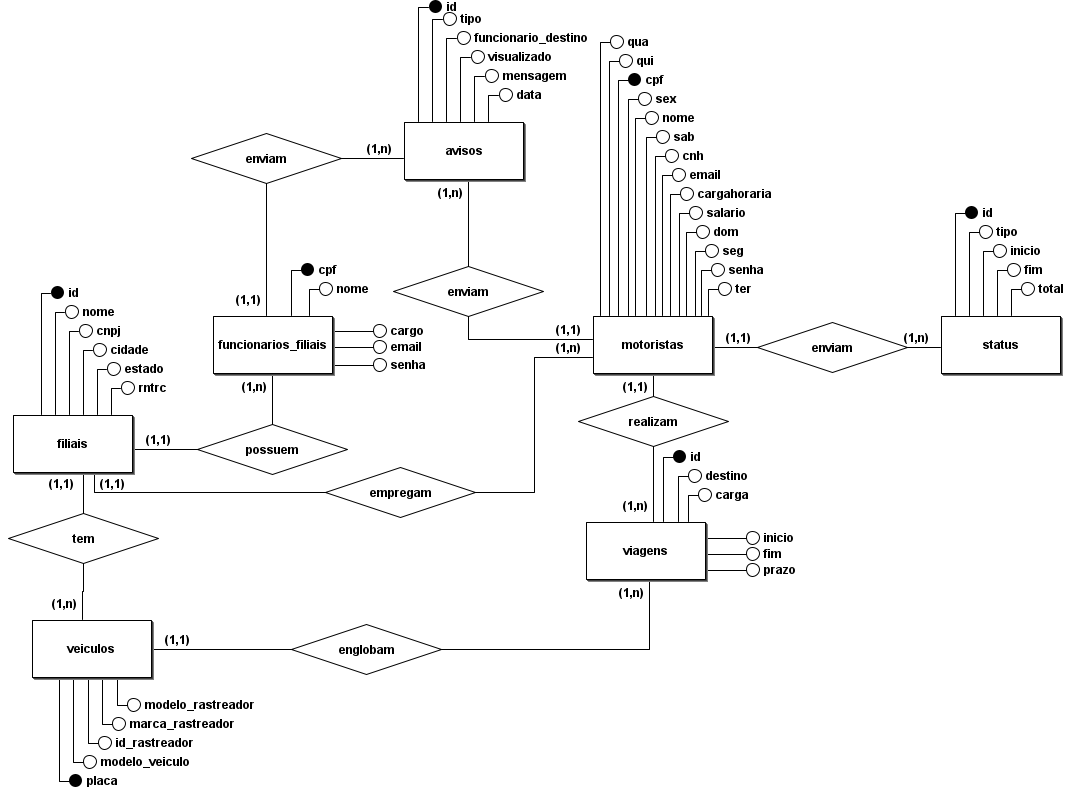 id
tipo
funcionario_destino
visualizado
mensagem
data
avisos
(1,n)
(1,n)
enviam
(1,1)
enviam
(1,1)
(1,n)
qua
qui
cpf
sex
nome
sab
cnh
email
cargahoraria
salario
dom
seg
senha
ter
motoristas
(1,1)
enviam
(1,n)
id
tipo
inicio
fim
total
status
cpf
nome
funcionarios_filiais
cargo
email
senha
(1,n)
id
nome
cnpj
cidade
estado
rntrc
filiais
(1,1)
possuem
(1,1)
(1,1)
empregam
(1,1)
realizam
(1,n)
id
destino
carga
viagens
inicio
fim
prazo
(1,n)
tem
(1,n)
veiculos
(1,1)
englobam
modelo_rastreador
marca_rastreador
id_rastreador
modelo_veiculo
placa